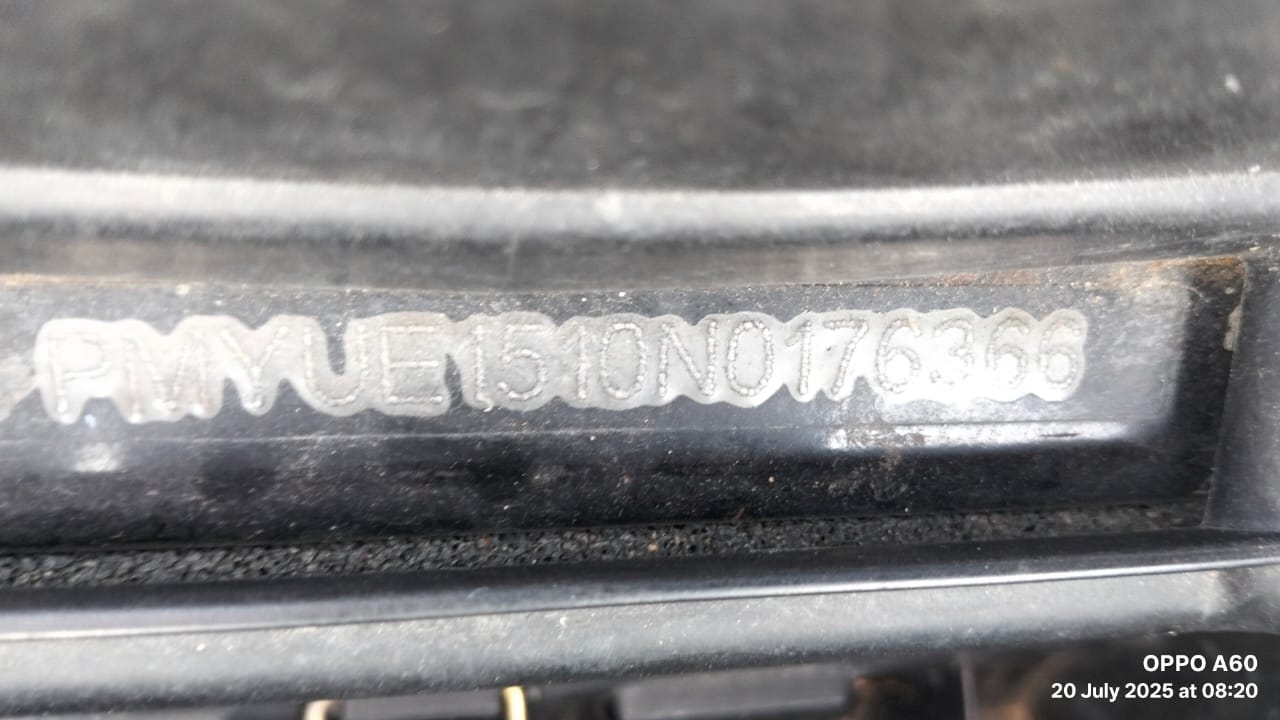 PMYUE1510N0176366
OPPO A60
20 July 2025 at 08:20